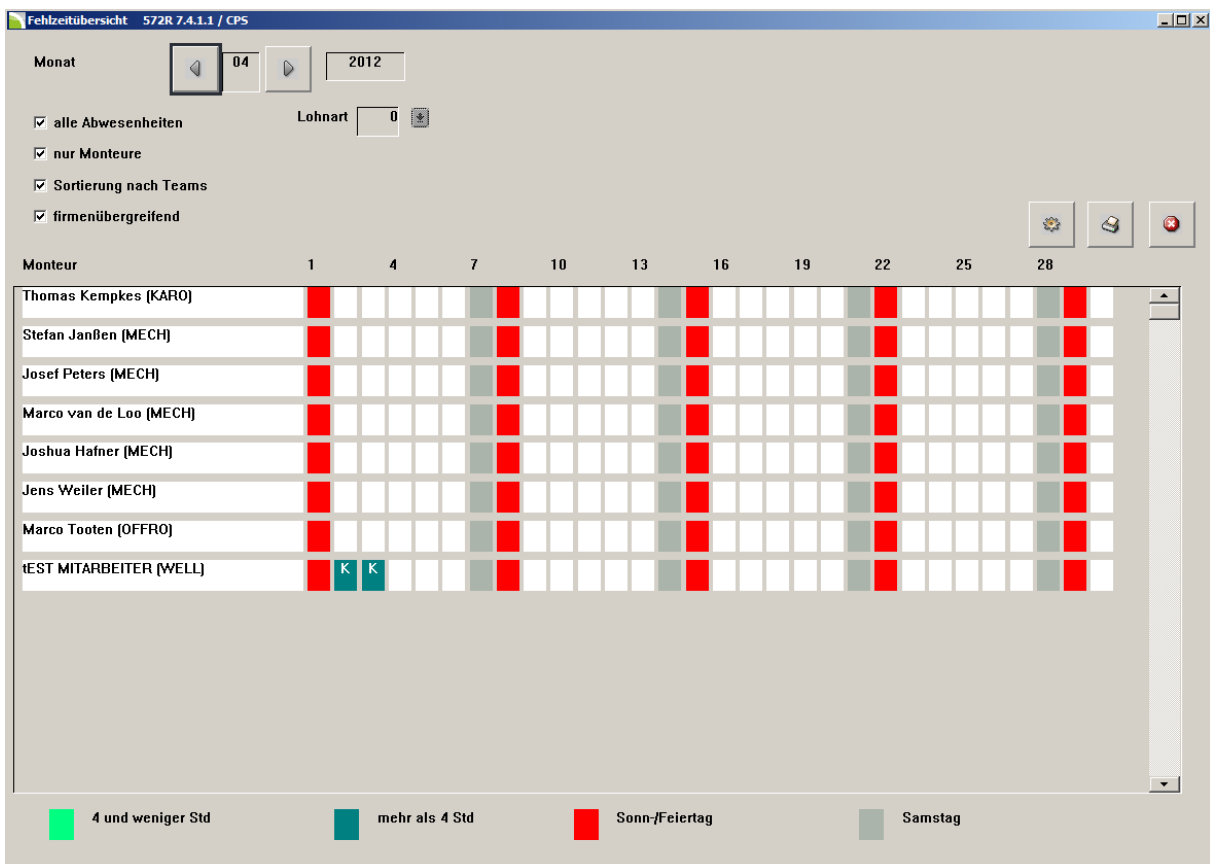 Fehlzeitübersicht 572R 7.4.1.1 / CPS
Monat 04 2012
alle Abwesenheiten Lohnart 0
nur Monteure
Sortierung nach Teams
firmenübergreifend
Monteur 1 4 7 10 13 16 19 22 25 28
Thomas Kempkes (KARO)
Stefan Janßen (MECH)
Josef Peters (MECH)
Marco van de Loo (MECH)
Joshua Hafner (MECH)
Jens Weiler (MECH)
Marco Tooten (OFFRO)
tEST MITARBEITER (WELL) K K
4 und weniger Std mehr als 4 Std Sonn-/Feiertag Samstag